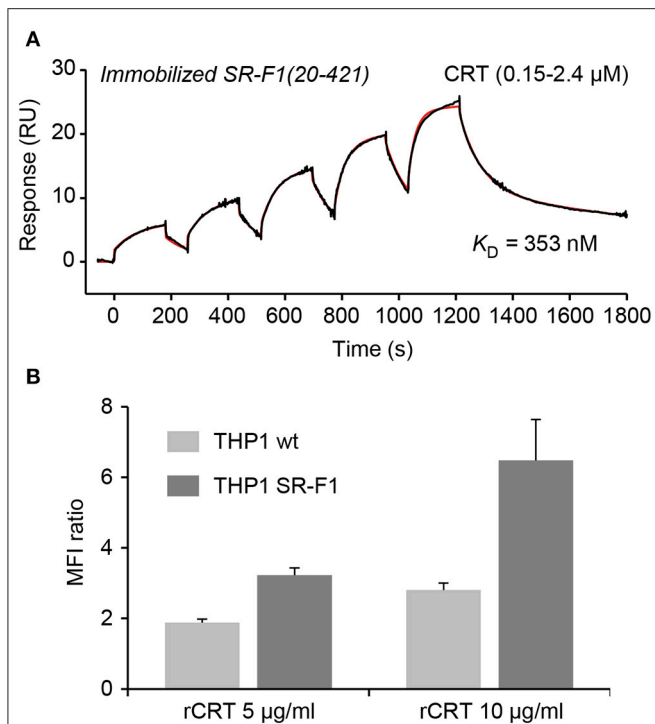 A
Immobilized SR-F1(20-421)
CRT (0.15-2.4 µM)
30
20
10
0
Response (RU)
K_D = 353 nM
0 200 400 600 800 1000 1200 1400 1600 1800
Time (s)
B
8
6
4
2
0
MFI ratio
THP1 wt
THP1 SR-F1
rCRT 5 µg/ml
rCRT 10 µg/ml